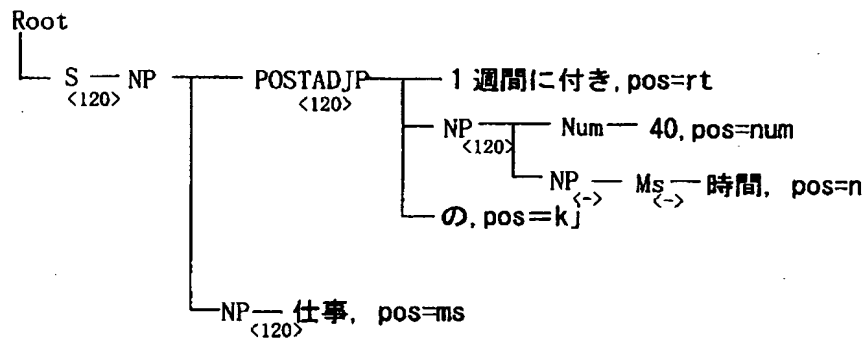 Root
S NP POSTADJP 1週間に付き, pos=rt
<120> <120>
NP Num 40, pos=num
<120>
NP Ms 時間, pos=n
<-> <->
の, pos=kj
NP 仕事, pos=ms
<120>